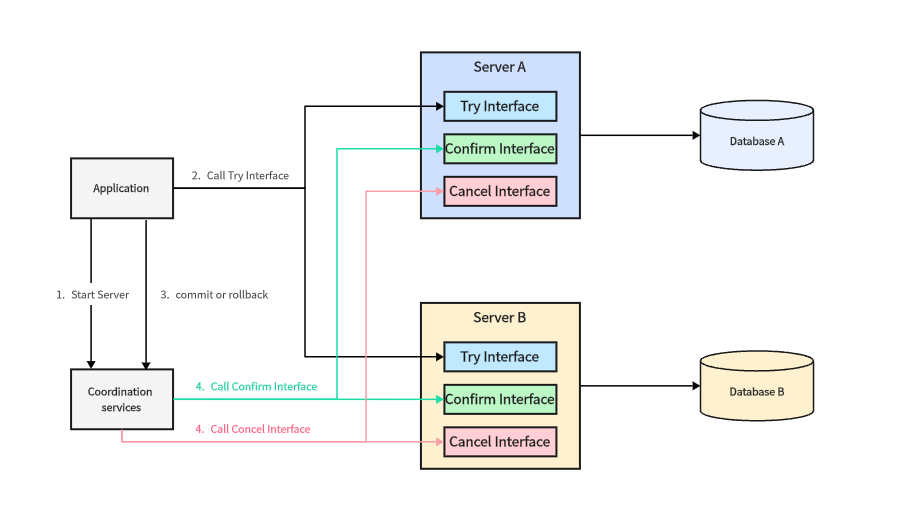 Server A
Try Interface
Confirm Interface
Cancel Interface
Database A
Application
2. Call Try Interface
1. Start Server
3. commit or rollback
Server B
Try Interface
Confirm Interface
Cancel Interface
Database B
Coordination
services
4. Call Confirm Interface
4. Call Concel Interface